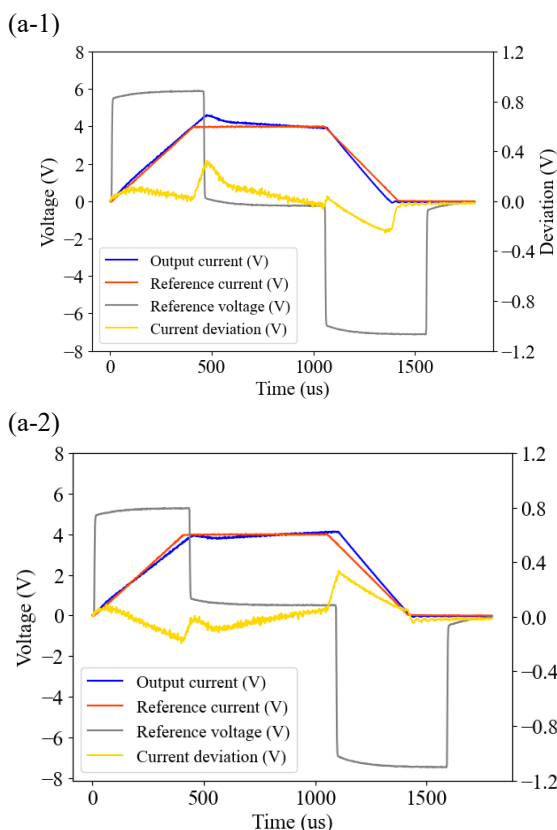 (a-1)
8
6
4
2
0
−2
−4
−6
−8
Voltage (V)
1.2
0.8
0.4
0.0
−0.4
−0.8
−1.2
Deviation (V)
Output current (V)
Reference current (V)
Reference voltage (V)
Current deviation (V)
0
500
1000
1500
Time (us)
(a-2)
8
6
4
2
0
−2
−4
−6
−8
Voltage (V)
1.2
0.8
0.4
0.0
−0.4
−0.8
−1.2
Output current (V)
Reference current (V)
Reference voltage (V)
Current deviation (V)
0
500
1000
1500
Time (us)